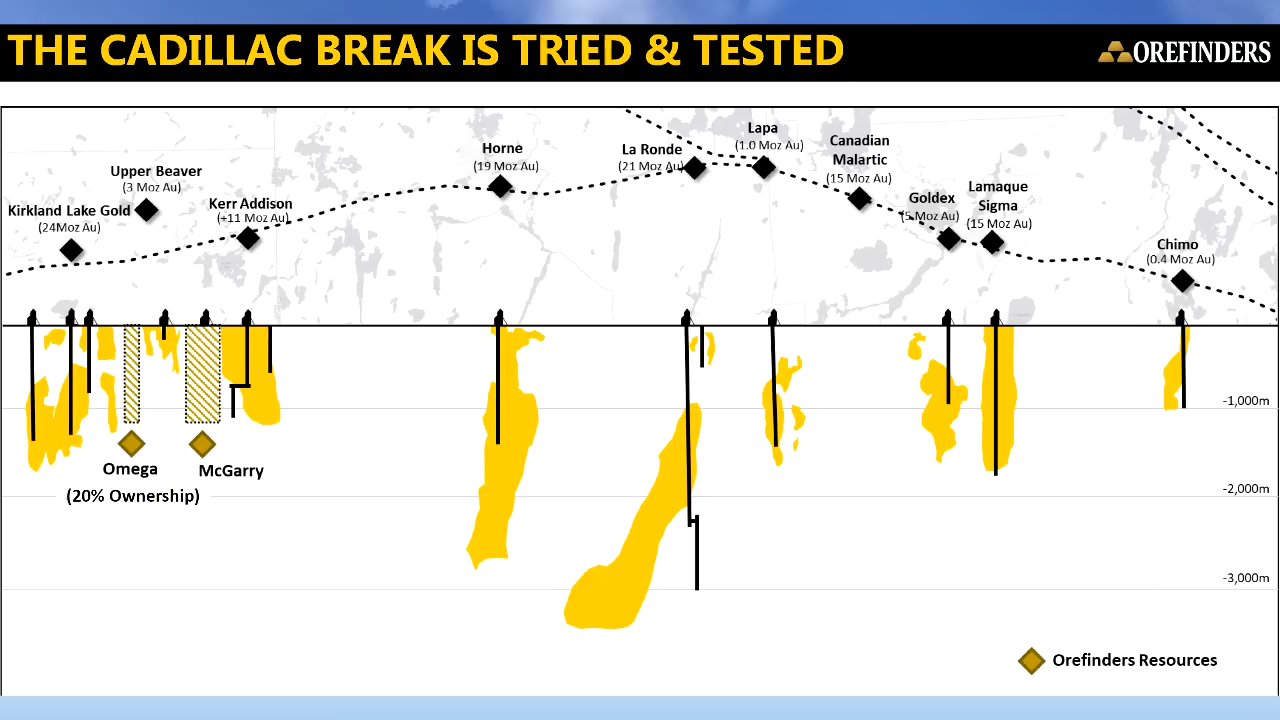 THE CADILLAC BREAK IS TRIED & TESTED
OREFINDERS
Kirkland Lake Gold
(24Moz Au)
Upper Beaver
(3 Moz Au)
Kerr Addison
(+11 Moz Au)
Horne
(19 Moz Au)
La Ronde
(21 Moz Au)
Lapa
(1.0 Moz Au)
Canadian
Malartic
(15 Moz Au)
Goldex
(5 Moz Au)
Lamaque
Sigma
(15 Moz Au)
Chimo
(0.4 Moz Au)
-1,000m
-2,000m
-3,000m
Omega
(20% Ownership)
McGarry
Orefinders Resources